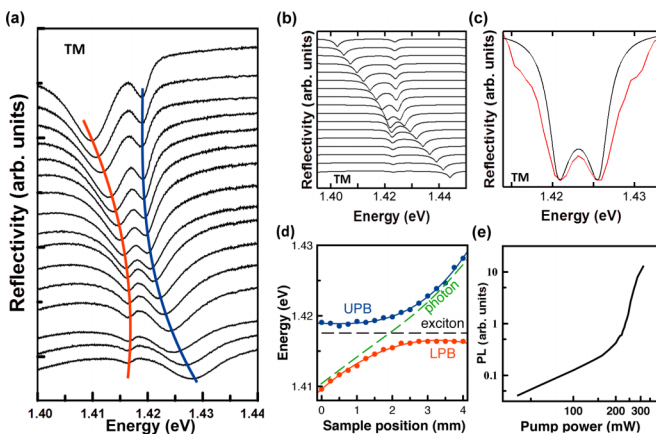 (a)
TM
Reflectivity (arb. units)
1.40 1.41 1.42 1.43 1.44
Energy (eV)
(b)
Reflectivity (arb. units)
TM
1.40 1.42 1.44
Energy (eV)
(c)
Reflectivity (arb. units)
1.42 1.43
Energy (eV)
(d)
Energy (eV)
1.43
1.42
1.41
UPB
photon
exciton
LPB
0 1 2 3 4
Sample position (mm)
(e)
PL (arb. units)
10
1
0.1
100 200 300
Pump power (mW)